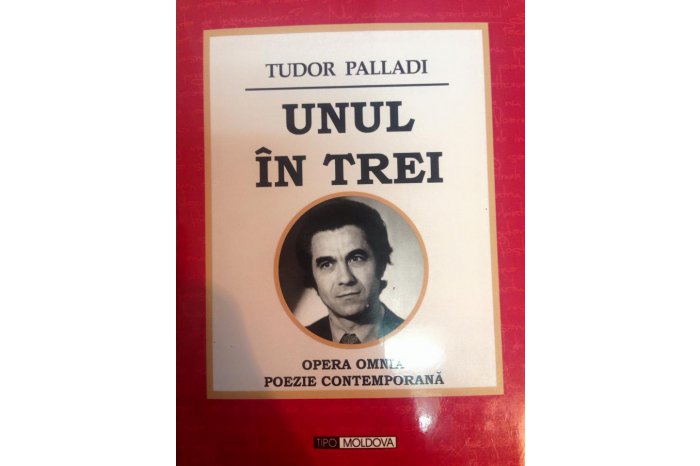 TUDOR PALLADI
UNUL
ÎN TREI
OPERA OMNIA
POEZIE CONTEMPORANĂ
TIPO MOLDOVA